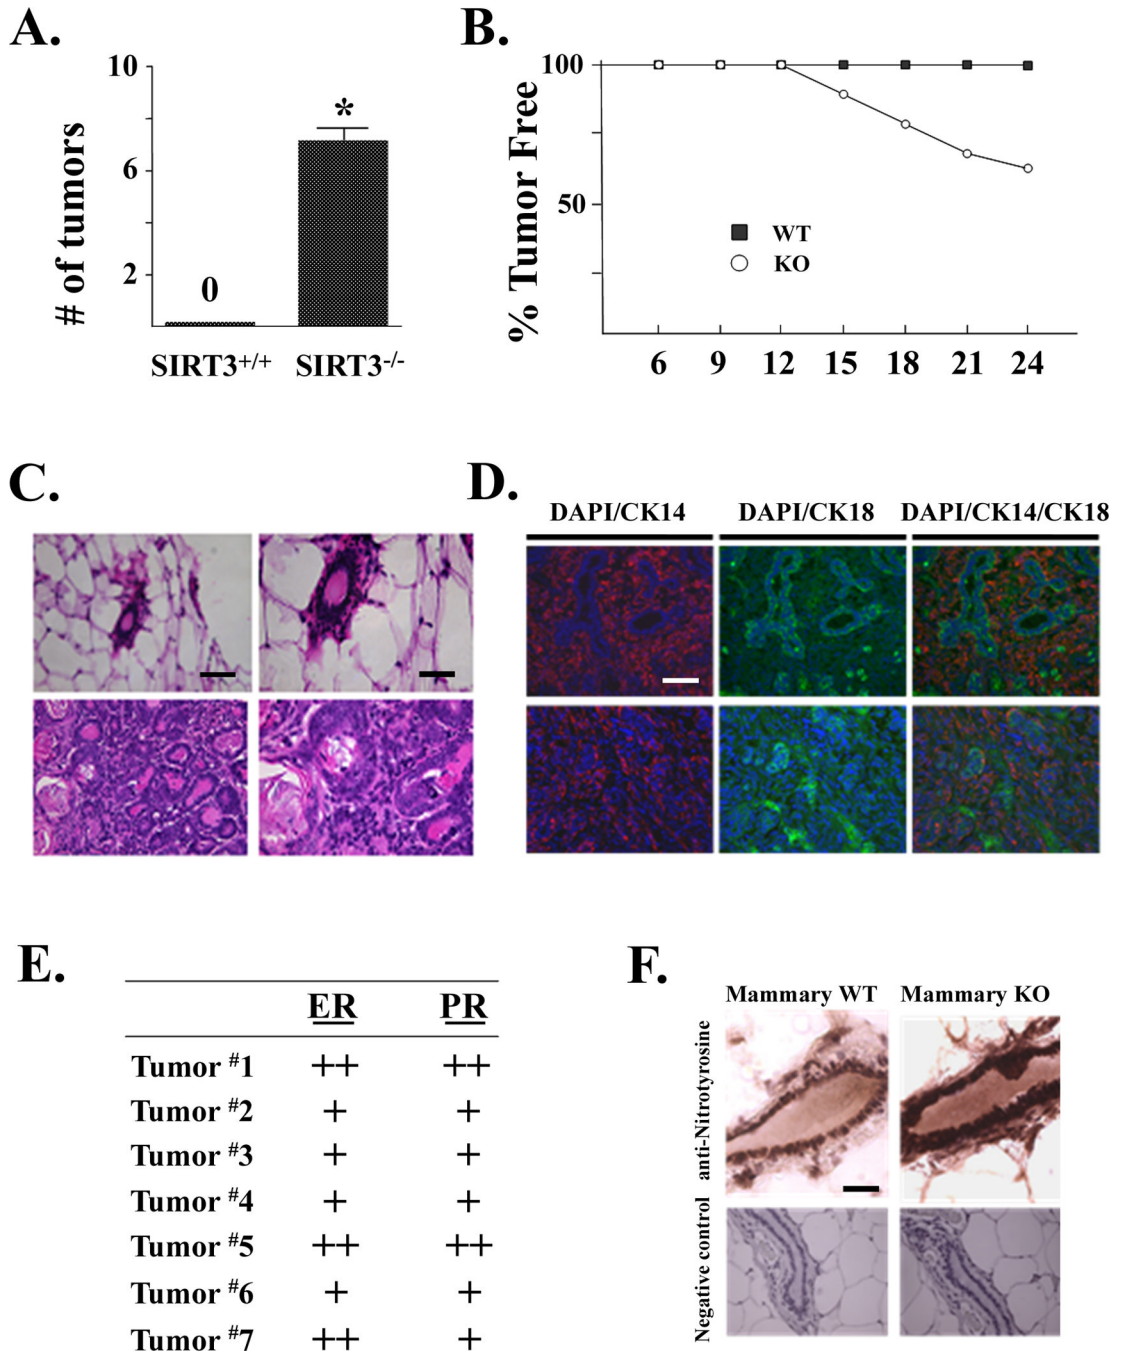 A.
10
6
2
# of tumors
0
*
SIRT3+/+
SIRT3-/-
B.
100
50
% Tumor Free
WT
KO
6 9 12 15 18 21 24
C.
D.
DAPI/CK14 DAPI/CK18 DAPI/CK14/CK18
E.
ER PR
Tumor #1 ++ ++
Tumor #2 + +
Tumor #3 + +
Tumor #4 + +
Tumor #5 ++ ++
Tumor #6 + +
Tumor #7 ++ +
F.
Mammary WT Mammary KO
anti-Nitrotyrosine
Negative control